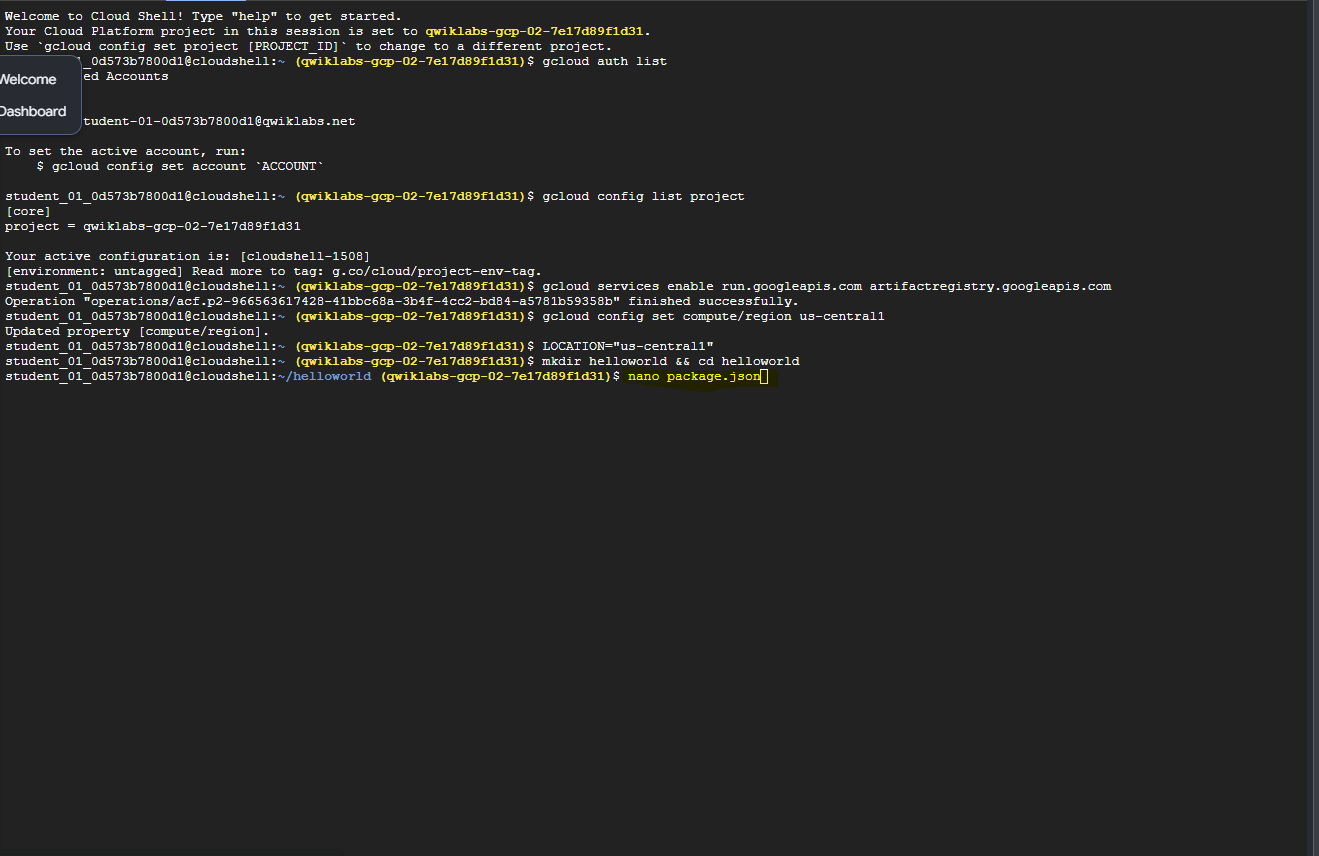 Welcome to Cloud Shell! Type "help" to get started.
Your Cloud Platform project in this session is set to qwiklabs-gcp-02-7e17d89f1d31.
Use `gcloud config set project [PROJECT_ID]` to change to a different project.
_0d573b7800d1@cloudshell:~ (qwiklabs-gcp-02-7e17d89f1d31)$ gcloud auth list
Welcome
ed Accounts
Dashboard
tudent-01-0d573b7800d1@qwiklabs.net
To set the active account, run:
$ gcloud config set account `ACCOUNT`
student_01_0d573b7800d1@cloudshell:~ (qwiklabs-gcp-02-7e17d89f1d31)$ gcloud config list project
[core]
project = qwiklabs-gcp-02-7e17d89f1d31
Your active configuration is: [cloudshell-1508]
[environment: untagged] Read more to tag: g.co/cloud/project-env-tag.
student_01_0d573b7800d1@cloudshell:~ (qwiklabs-gcp-02-7e17d89f1d31)$ gcloud services enable run.googleapis.com artifactregistry.googleapis.com
Operation "operations/acf.p2-966563617428-41bbc68a-3b4f-4cc2-bd84-a5781b59358b" finished successfully.
student_01_0d573b7800d1@cloudshell:~ (qwiklabs-gcp-02-7e17d89f1d31)$ gcloud config set compute/region us-central1
Updated property [compute/region].
student_01_0d573b7800d1@cloudshell:~ (qwiklabs-gcp-02-7e17d89f1d31)$ LOCATION="us-central1"
student_01_0d573b7800d1@cloudshell:~ (qwiklabs-gcp-02-7e17d89f1d31)$ mkdir helloworld && cd helloworld
student_01_0d573b7800d1@cloudshell:~/helloworld (qwiklabs-gcp-02-7e17d89f1d31)$ nano package.json